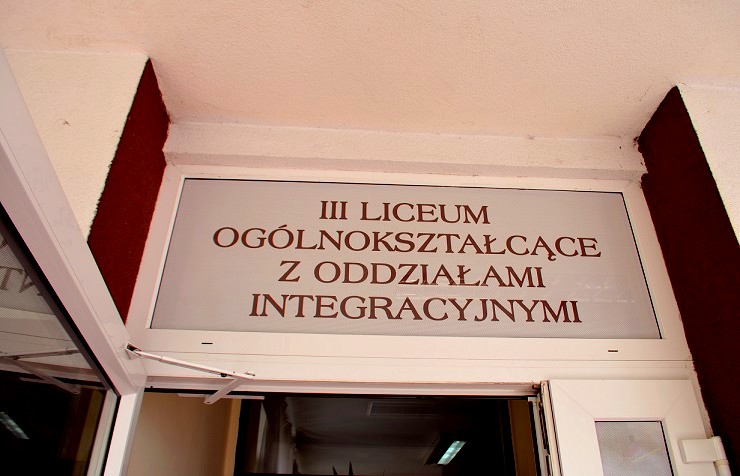 III LICEUM
OGÓLNOKSZTAŁCĄCE
Z ODDZIAŁAMI
INTEGRACYJNYMI